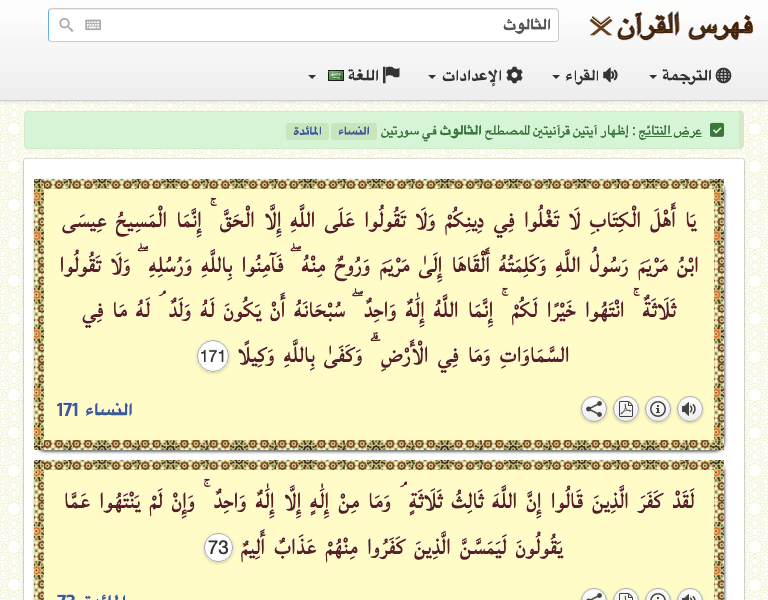 فهرس القرآن
الثالوث
الترجمة القراء الإعدادات اللغة
عرض النتائج : إظهار آيتين قرآنيتين للمصطلح الثالوث في سورتين النساء المائدة
يَا أَهْلَ الْكِتَابِ لَا تَغْلُوا فِي دِينِكُمْ وَلَا تَقُولُوا عَلَى اللَّهِ إِلَّا الْحَقَّ ۚ إِنَّمَا الْمَسِيحُ عِيسَى
ابْنُ مَرْيَمَ رَسُولُ اللَّهِ وَكَلِمَتُهُ أَلْقَاهَا إِلَىٰ مَرْيَمَ وَرُوحٌ مِنْهُ ۖ فَآمِنُوا بِاللَّهِ وَرُسُلِهِ ۖ وَلَا تَقُولُوا
ثَلَاثَةٌ ۚ انْتَهُوا خَيْرًا لَكُمْ ۚ إِنَّمَا اللَّهُ إِلَٰهٌ وَاحِدٌ ۖ سُبْحَانَهُ أَنْ يَكُونَ لَهُ وَلَدٌ ۘ لَهُ مَا فِي
السَّمَاوَاتِ وَمَا فِي الْأَرْضِ ۗ وَكَفَىٰ بِاللَّهِ وَكِيلًا 171
النساء 171
لَقَدْ كَفَرَ الَّذِينَ قَالُوا إِنَّ اللَّهَ ثَالِثُ ثَلَاثَةٍ ۘ وَمَا مِنْ إِلَٰهٍ إِلَّا إِلَٰهٌ وَاحِدٌ ۚ وَإِنْ لَمْ يَنْتَهُوا عَمَّا
يَقُولُونَ لَيَمَسَّنَّ الَّذِينَ كَفَرُوا مِنْهُمْ عَذَابٌ أَلِيمٌ 73
المائدة 73